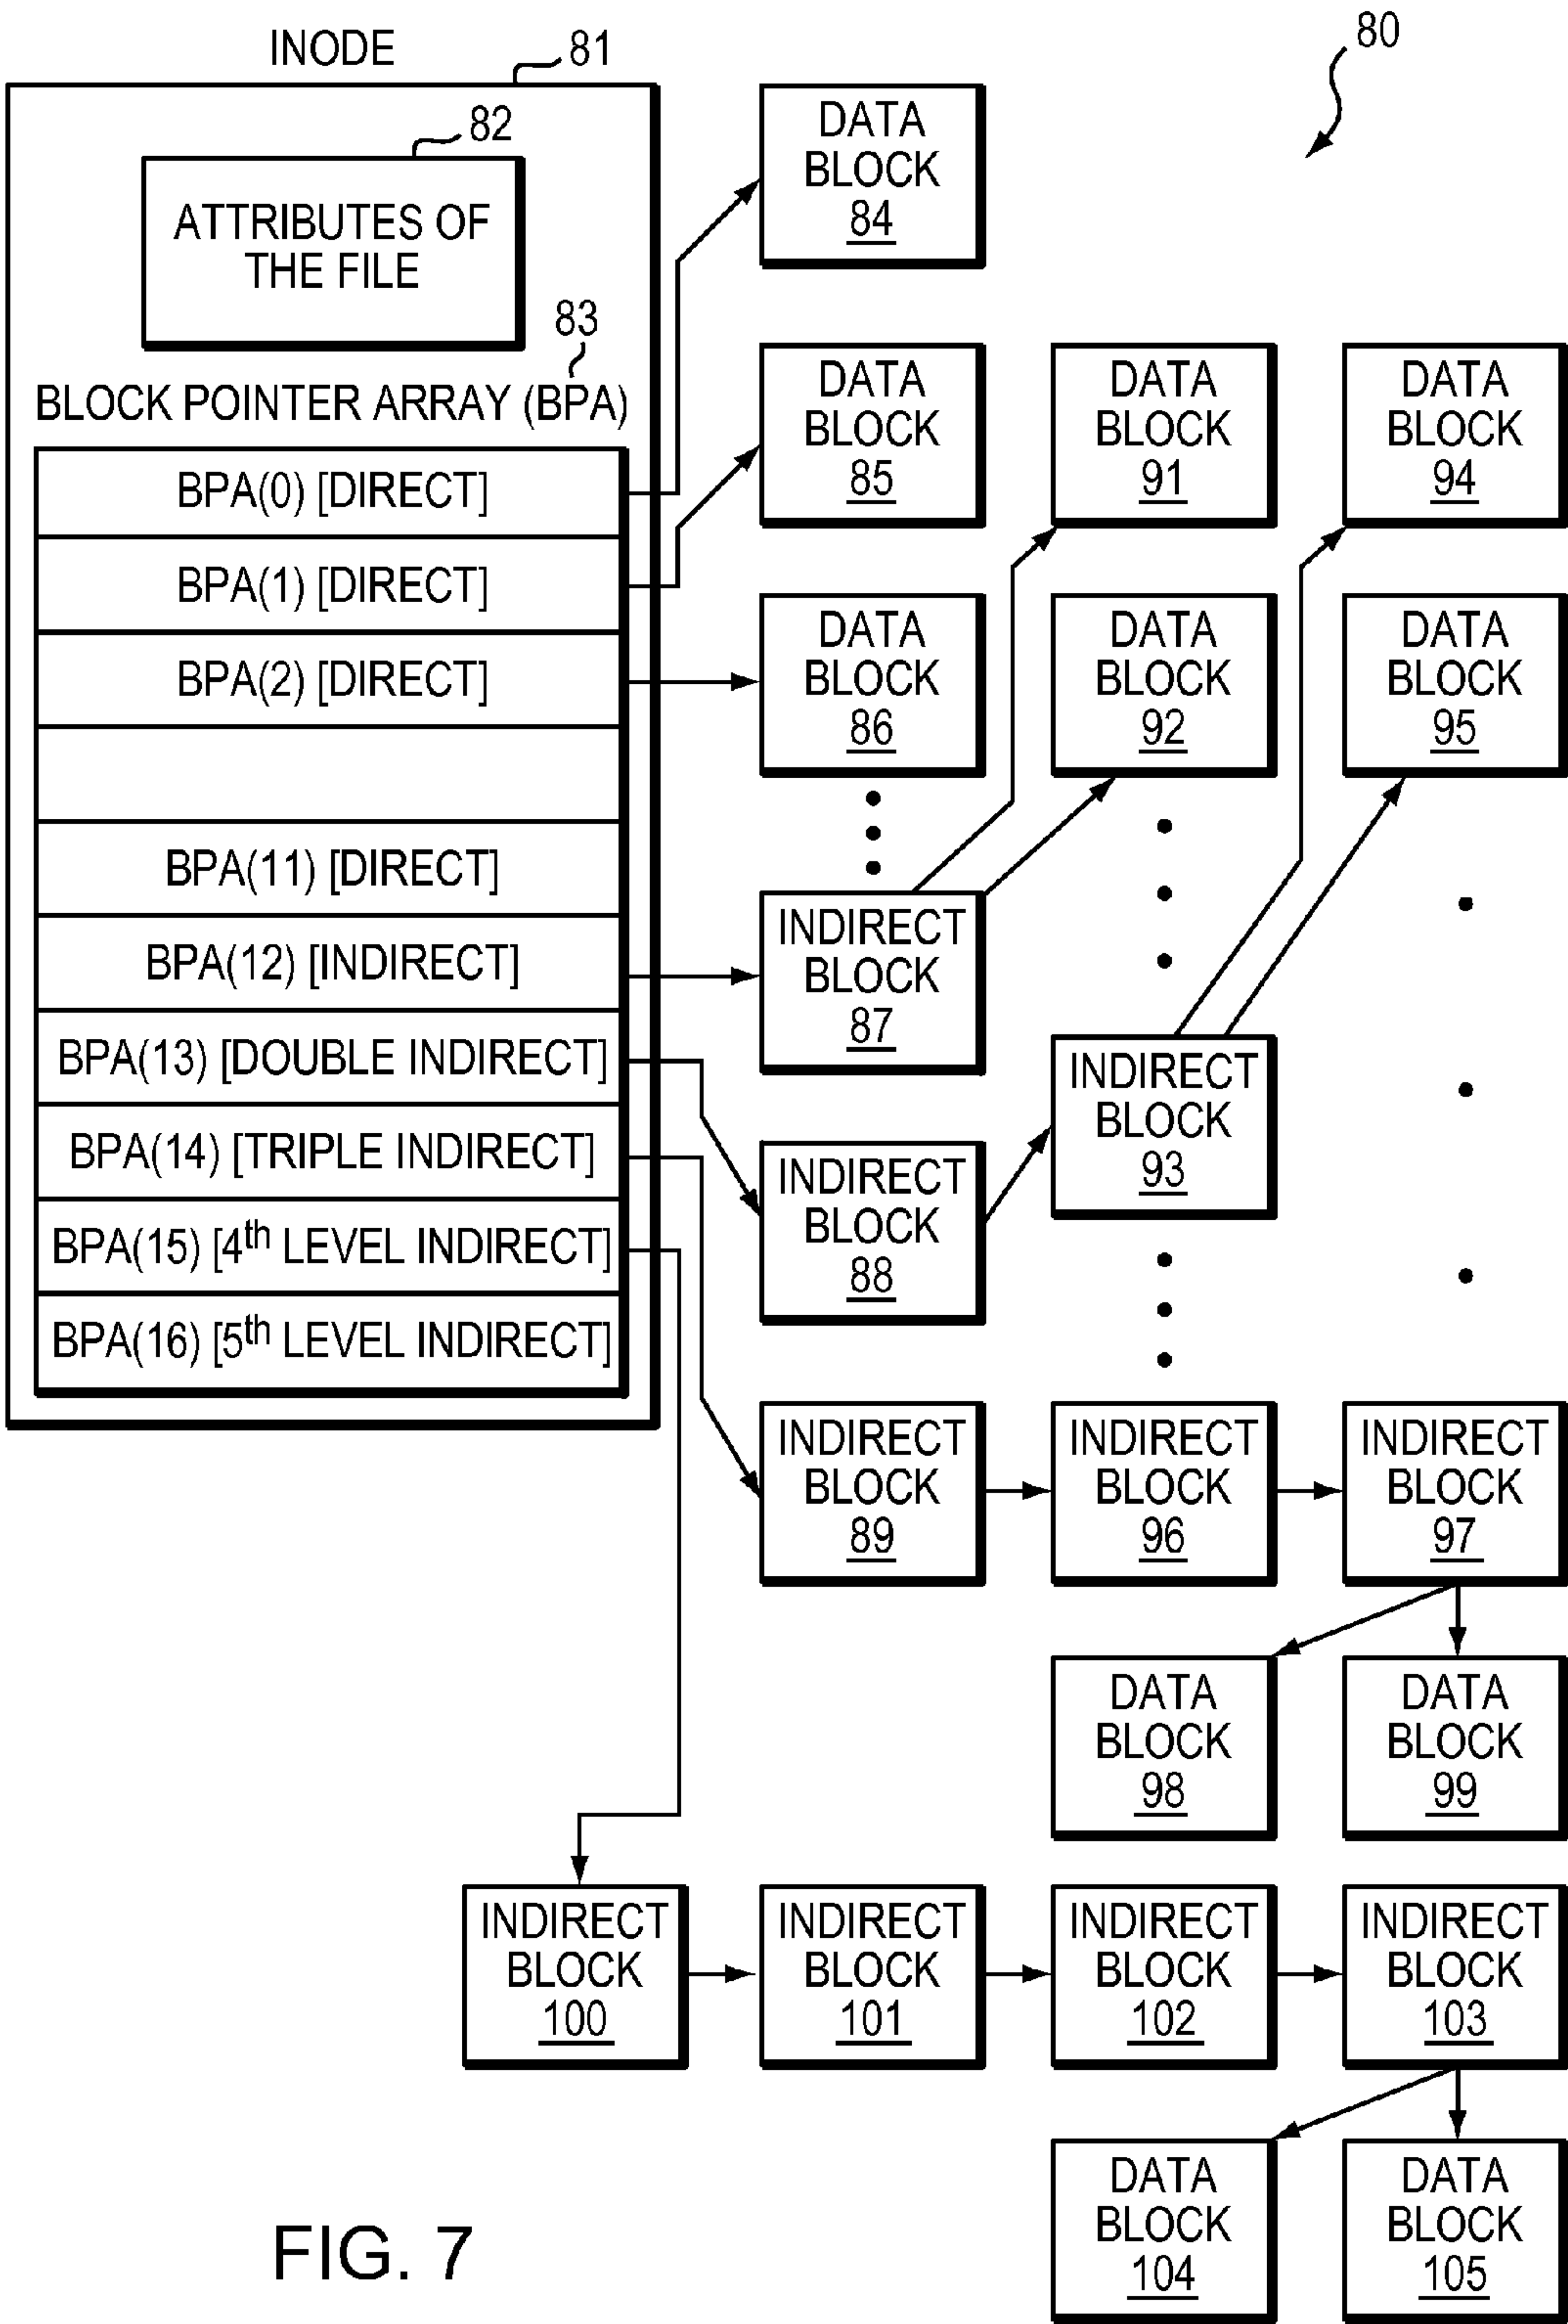 INODE
81
80
82
ATTRIBUTES OF
THE FILE
83
BLOCK POINTER ARRAY (BPA)
BPA(0) [DIRECT]
BPA(1) [DIRECT]
BPA(2) [DIRECT]
BPA(11) [DIRECT]
BPA(12) [INDIRECT]
BPA(13) [DOUBLE INDIRECT]
BPA(14) [TRIPLE INDIRECT]
BPA(15) [4th LEVEL INDIRECT]
BPA(16) [5th LEVEL INDIRECT]
DATA
BLOCK
84
DATA
BLOCK
85
DATA
BLOCK
91
DATA
BLOCK
94
DATA
BLOCK
86
DATA
BLOCK
92
DATA
BLOCK
95
INDIRECT
BLOCK
87
INDIRECT
BLOCK
93
INDIRECT
BLOCK
88
INDIRECT
BLOCK
89
INDIRECT
BLOCK
96
INDIRECT
BLOCK
97
DATA
BLOCK
98
DATA
BLOCK
99
INDIRECT
BLOCK
100
INDIRECT
BLOCK
101
INDIRECT
BLOCK
102
INDIRECT
BLOCK
103
DATA
BLOCK
104
DATA
BLOCK
105
FIG. 7